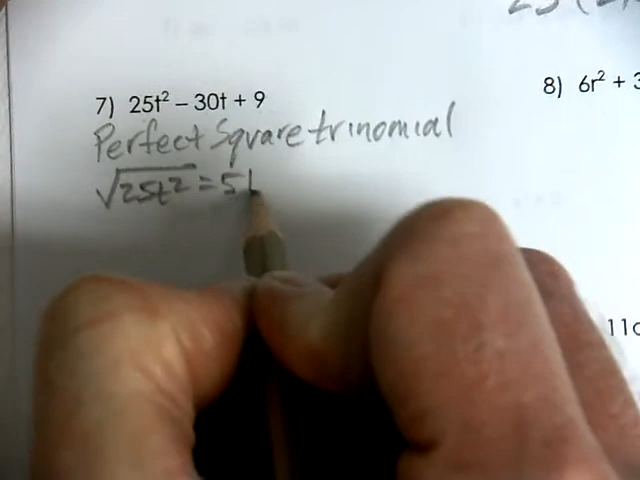 7) 25t² – 30t + 9
Perfect Square trinomial
√25t² = 5t
8) 6r² + 3